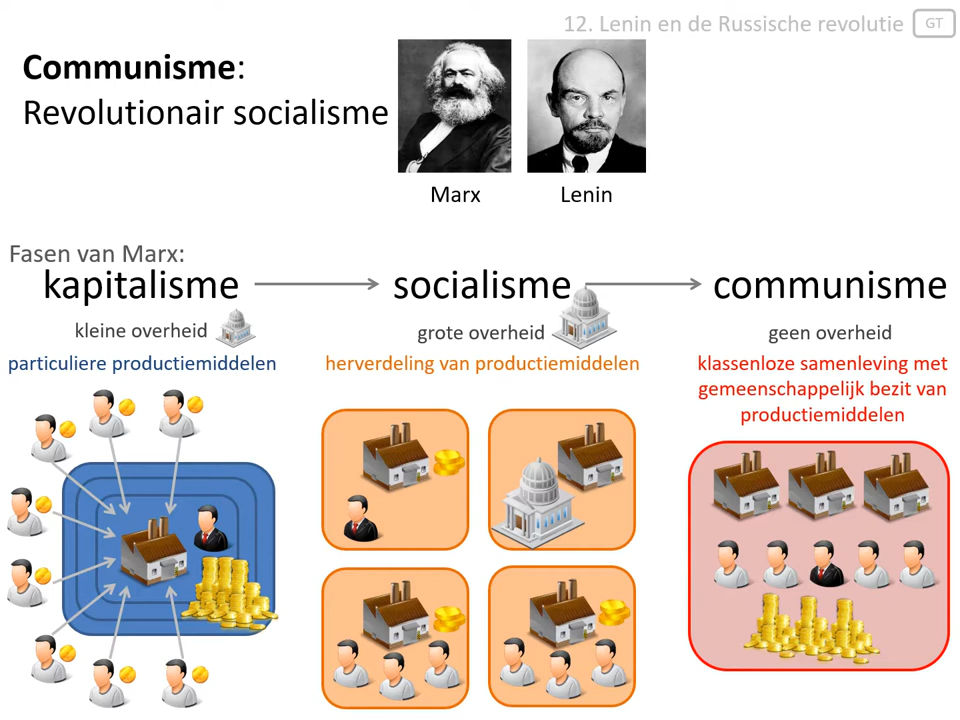 12. Lenin en de Russische revolutie GT
Communisme:
Revolutionair socialisme
Marx
Lenin
Fasen van Marx:
kapitalisme
socialisme
communisme
kleine overheid
grote overheid
geen overheid
particuliere productiemiddelen
herverdeling van productiemiddelen
klassenloze samenleving met
gemeenschappelijk bezit van
productiemiddelen